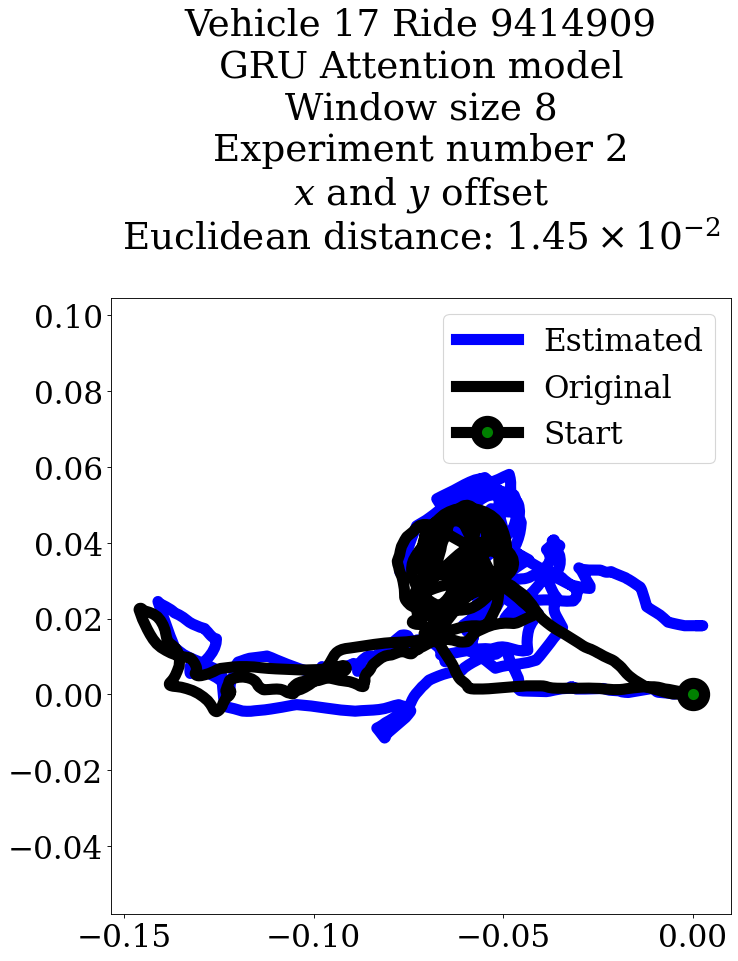 Vehicle 17 Ride 9414909
GRU Attention model
Window size 8
Experiment number 2
x and y offset
Euclidean distance: 1.45 × 10⁻²
Estimated
Original
Start
0.10
0.08
0.06
0.04
0.02
0.00
−0.02
−0.04
−0.15 −0.10 −0.05 0.00